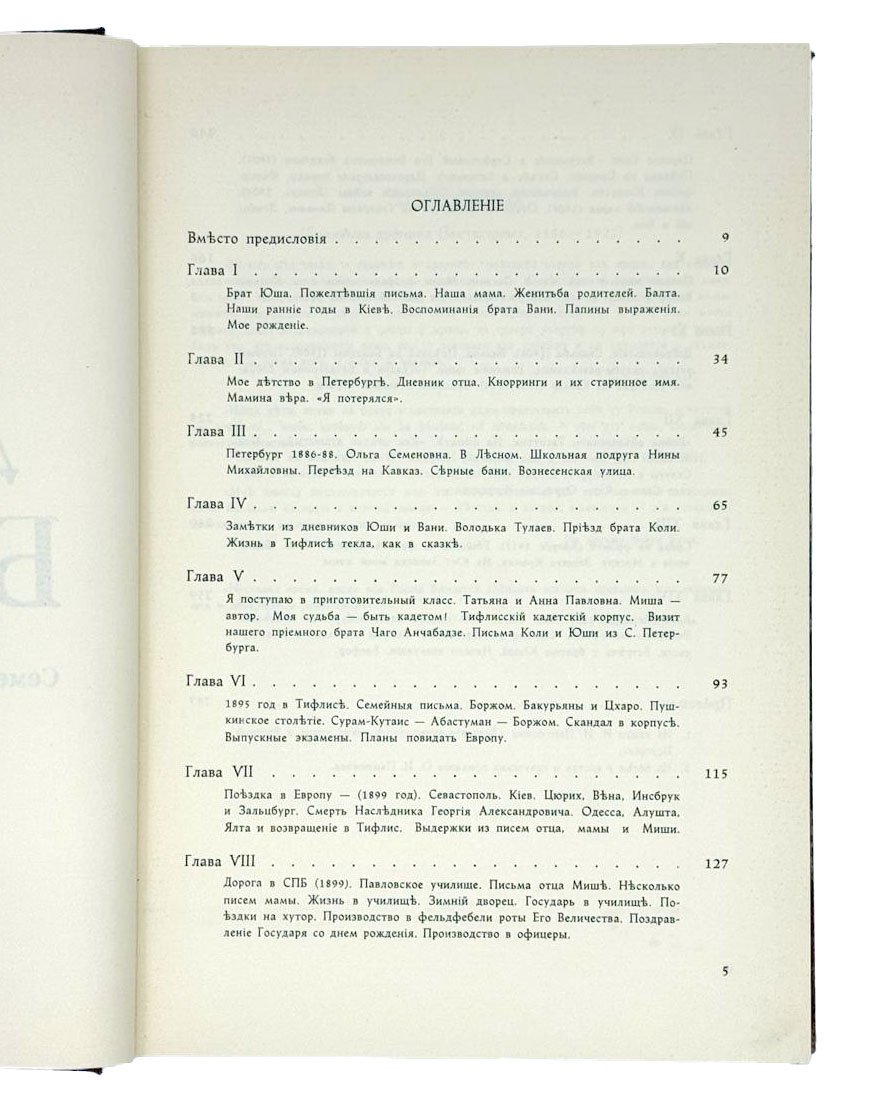 ОГЛАВЛЕНІЕ
Вмѣсто предисловія . . . . . . . . . . . . . . . . . . 9
Глава I . . . . . . . . . . . . . . . . . . . . . . 10
Брат Юша. Пожелтѣвшія письма. Наша мама. Женитьба родителей. Балта.
Наши ранніе годы в Кіевѣ. Воспоминанія брата Вани. Папины выраженія.
Мое рожденіе.
Глава II . . . . . . . . . . . . . . . . . . . . . . 34
Мое дѣтство в Петербургѣ. Дневник отца. Кнорринги и их старинное имя.
Мамина вѣра. «Я потерялся».
Глава III . . . . . . . . . . . . . . . . . . . . . . 45
Петербург 1886-88. Ольга Семеновна. В Лѣсном. Школьная подруга Нины
Михайловны. Переѣзд на Кавказ. Сѣрные бани. Вознесенская улица.
Глава IV . . . . . . . . . . . . . . . . . . . . . . 65
Замѣтки из дневников Юши и Вани. Володька Тулаев. Пріѣзд брата Коли.
Жизнь в Тифлисѣ текла, как в сказкѣ.
Глава V . . . . . . . . . . . . . . . . . . . . . . 77
Я поступаю в приготовительный класс. Татьяна и Анна Павловна. Миша —
автор. Моя судьба — быть кадетом! Тифлисскій кадетскій корпус. Визит
нашего пріемного брата Чаго Анчабадзе. Письма Коли и Юши из С. Петер-
бурга.
Глава VI . . . . . . . . . . . . . . . . . . . . . . 93
1895 год в Тифлисѣ. Семейныя письма. Боржом. Бакурьяны и Цхаро. Пуш-
кинское столѣтіе. Сурам-Кутаис — Абастуман — Боржом. Скандал в корпусѣ.
Выпускные экзамены. Планы повидать Европу.
Глава VII . . . . . . . . . . . . . . . . . . . . . 115
Поѣздка в Европу — (1899 год). Севастополь. Кіев. Цюрих, Вѣна, Инсбрук
и Зальцбург. Смерть Наслѣдника Георгія Александровича. Одесса, Алушта,
Ялта и возвращеніе в Тифлис. Выдержки из писем отца, мамы и Миши.
Глава VIII . . . . . . . . . . . . . . . . . . . . . 127
Дорога в СПБ (1899). Павловское училище. Письма отца Мишѣ. Нѣсколько
писем мамы. Жизнь в училищѣ. Зимній дворец. Государь в училищѣ. По-
ѣздки на хутор. Производство в фельдфебели роты Его Величества. Поздрав-
леніе Государя со днем рожденія. Производство в офицеры.
5